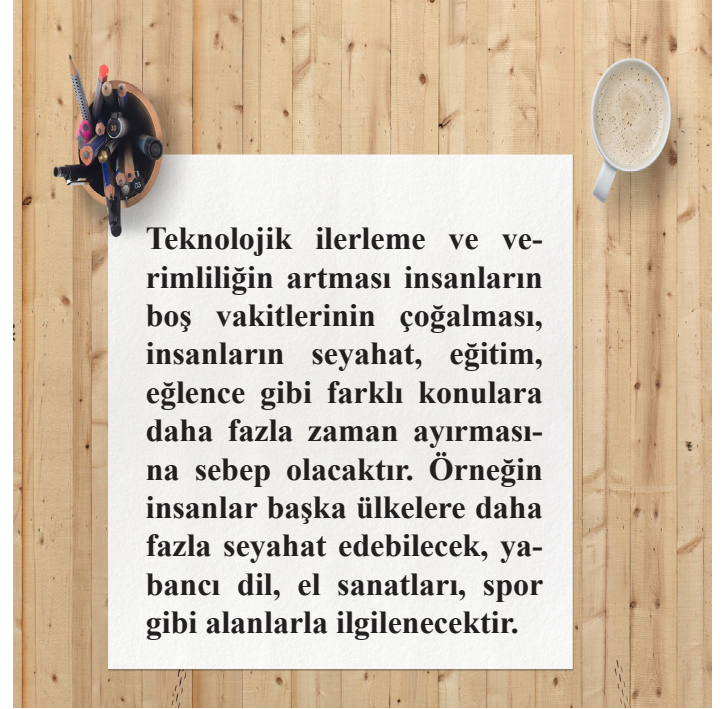 Teknolojik ilerleme ve ve-
rimliliğin artması insanların
boş vakitlerinin çoğalması,
insanların seyahat, eğitim,
eğlence gibi farklı konulara
daha fazla zaman ayırması-
na sebep olacaktır. Örneğin
insanlar başka ülkelere daha
fazla seyahat edebilecek, ya-
bancı dil, el sanatları, spor
gibi alanlarla ilgilenecektir.